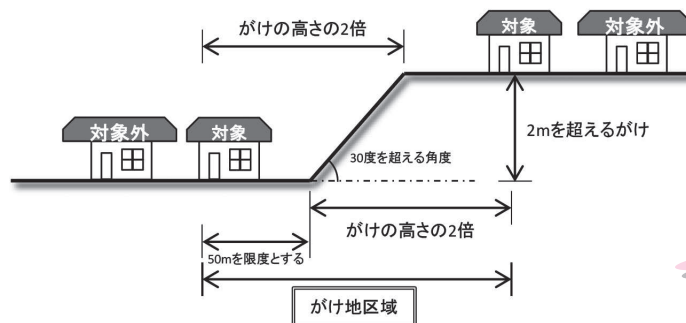 がけの高さの2倍
対象
対象外
2mを超えるがけ
対象外
対象
30度を超える角度
がけの高さの2倍
50mを限度とする
がけ地区域